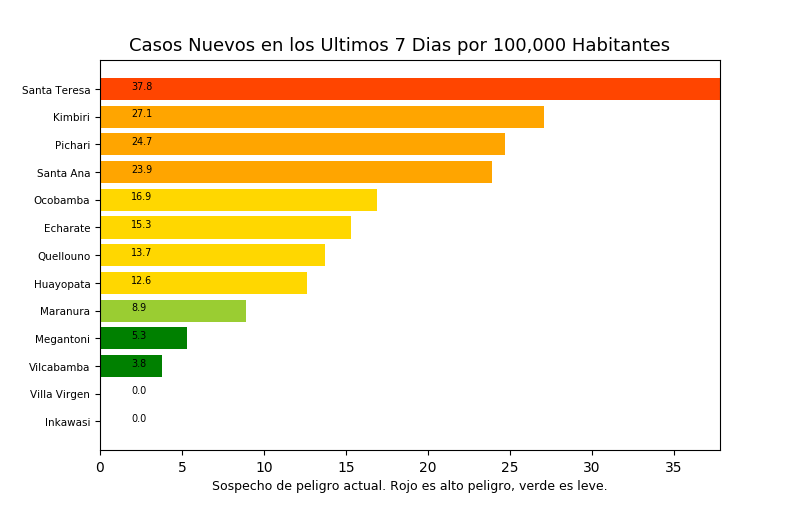 Casos Nuevos en los Ultimos 7 Dias por 100,000 Habitantes
Santa Teresa 37.8
Kimbiri 27.1
Pichari 24.7
Santa Ana 23.9
Ocobamba 16.9
Echarate 15.3
Quellouno 13.7
Huayopata 12.6
Maranura 8.9
Megantoni 5.3
Vilcabamba 3.8
Villa Virgen 0.0
Inkawasi 0.0
0 5 10 15 20 25 30 35
Sospecho de peligro actual. Rojo es alto peligro, verde es leve.